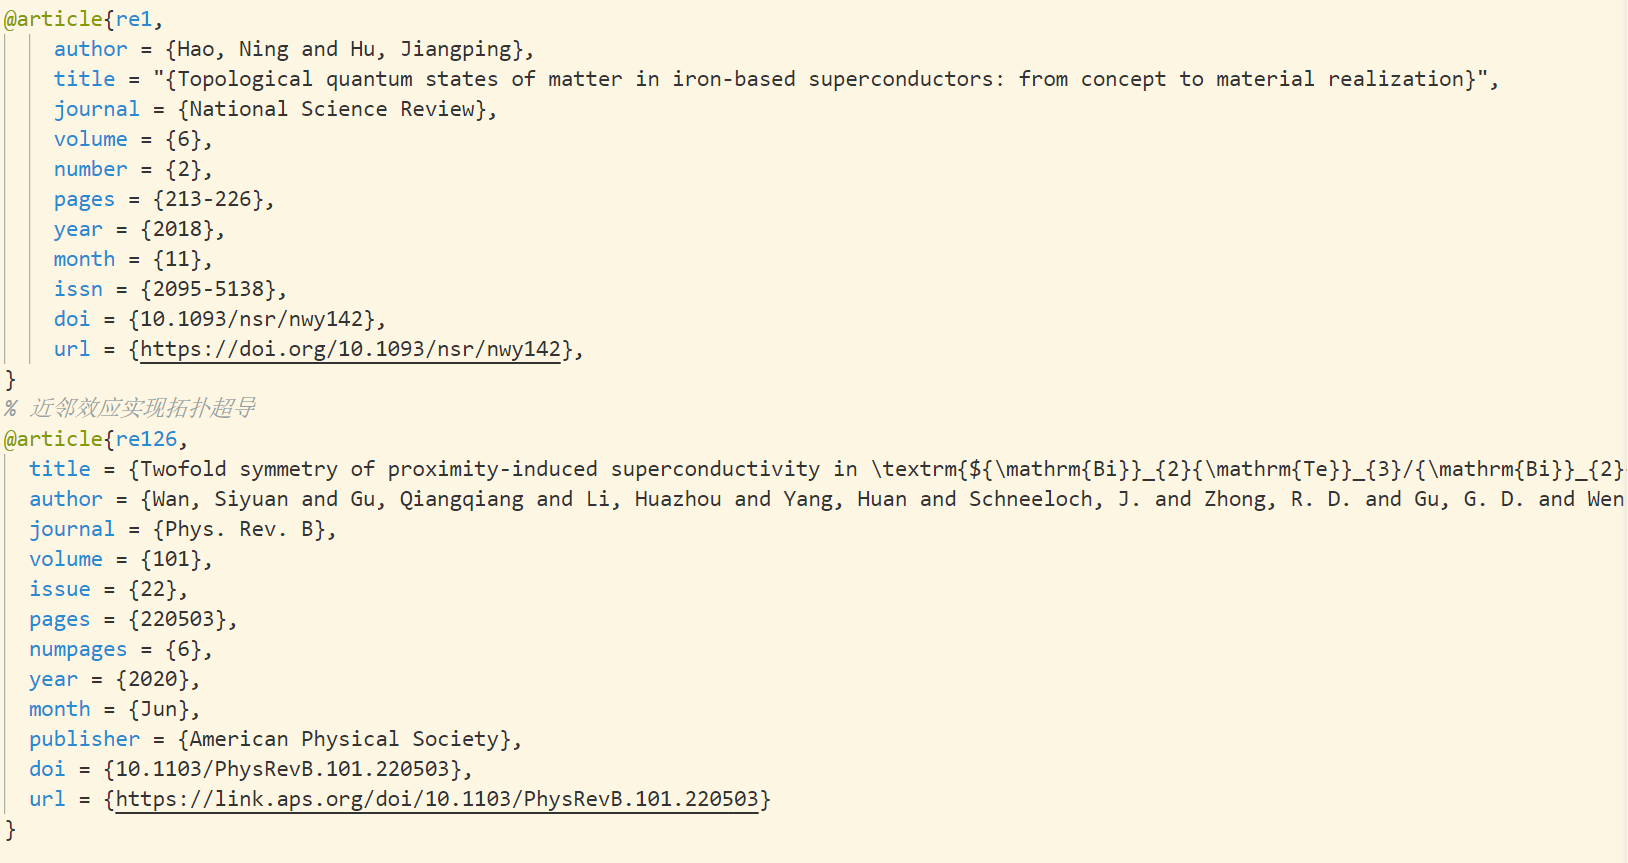 @article{re1,
author = {Hao, Ning and Hu, Jiangping},
title = "{Topological quantum states of matter in iron-based superconductors: from concept to material realization}",
journal = {National Science Review},
volume = {6},
number = {2},
pages = {213-226},
year = {2018},
month = {11},
issn = {2095-5138},
doi = {10.1093/nsr/nwy142},
url = {https://doi.org/10.1093/nsr/nwy142},
}
% 近邻效应实现拓扑超导
@article{re126,
title = {Twofold symmetry of proximity-induced superconductivity in \textrm{${\mathrm{Bi}}_{2}{\mathrm{Te}}_{3}/{\mathrm{Bi}}_{2}
author = {Wan, Siyuan and Gu, Qiangqiang and Li, Huazhou and Yang, Huan and Schneeloch, J. and Zhong, R. D. and Gu, G. D. and Wen
journal = {Phys. Rev. B},
volume = {101},
issue = {22},
pages = {220503},
numpages = {6},
year = {2020},
month = {Jun},
publisher = {American Physical Society},
doi = {10.1103/PhysRevB.101.220503},
url = {https://link.aps.org/doi/10.1103/PhysRevB.101.220503}
}